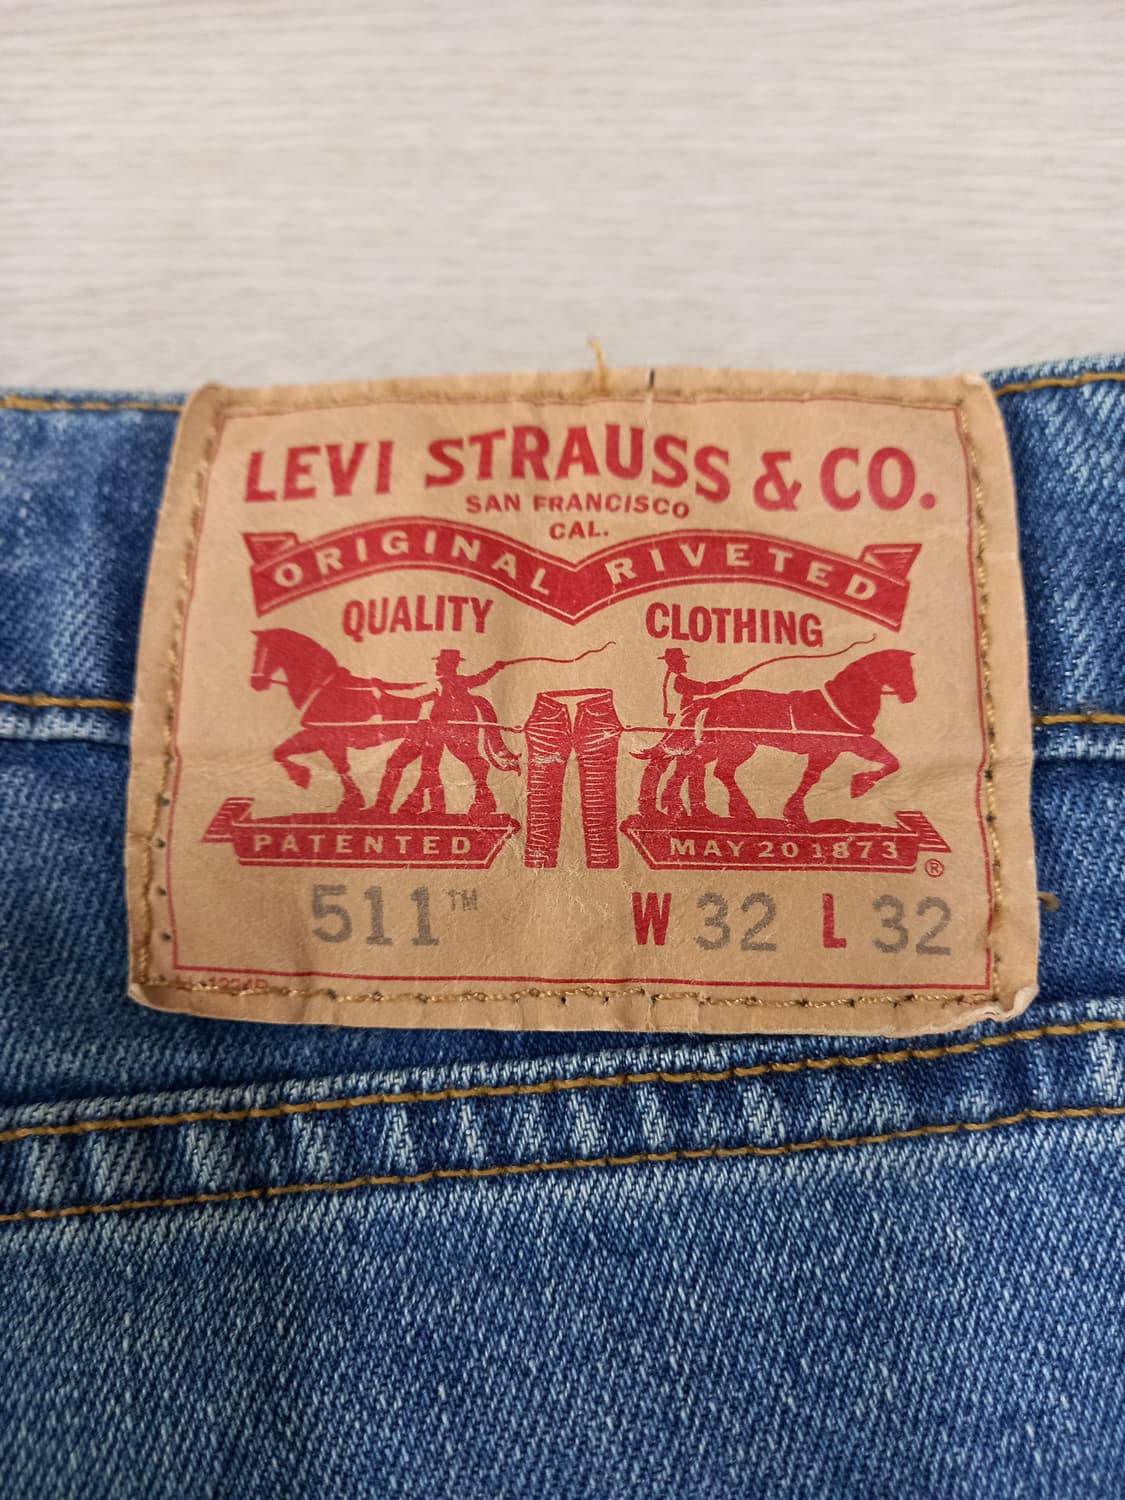 LEVI STRAUSS & CO.
SAN FRANCISCO
CAL.
ORIGINAL RIVETED
QUALITY CLOTHING
PATENTED MAY 20 1873 ®
511™ W 32 L 32